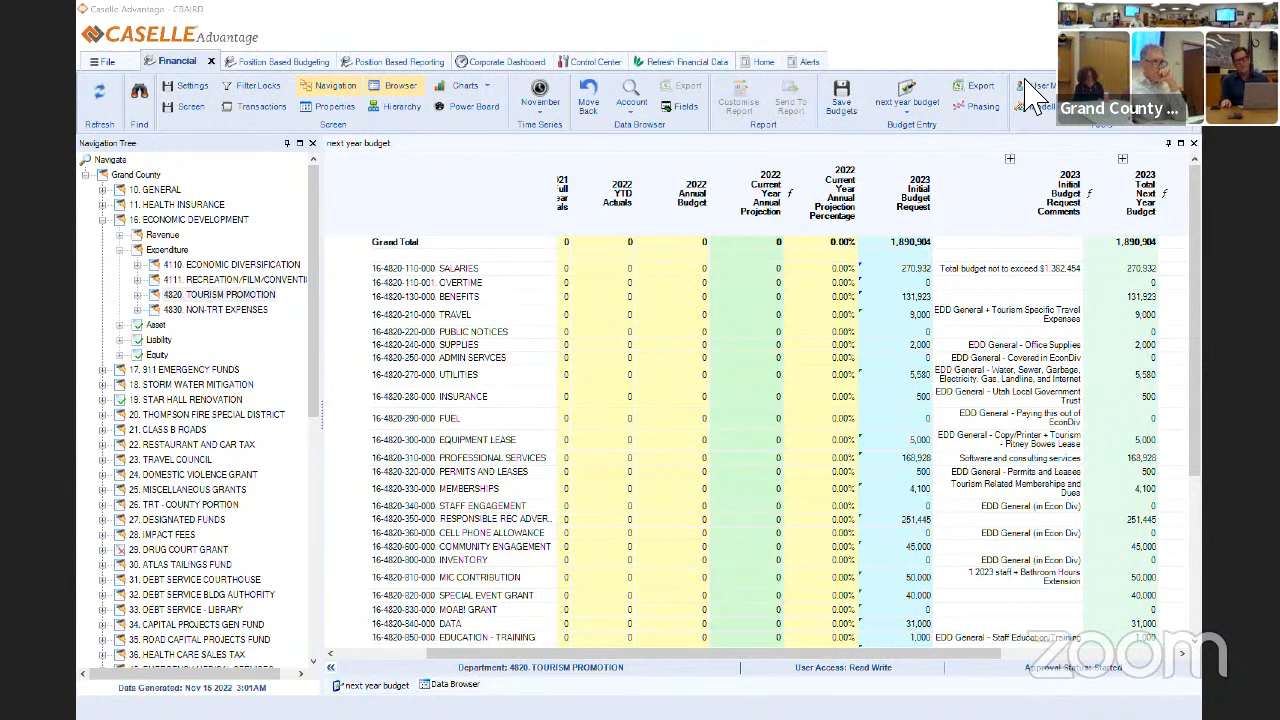 Caselle Advantage - CBAIRD
CASELLE Advantage
File
Financial
X
Position Based Budgeting
Position Based Reporting
Corporate Dashboard
Control Center
Refresh Financial Data
Home
Alerts
Refresh
Find
Settings
Screen
Filter Locks
Transactions
Navigation
Properties
Browser
Hierarchy
Charts
Power Board
Screen
November
Time Series
Move Back
Account
Export
Fields
Data Browser
Customise Report
Send To Report
Report
Save Budgets
next year budget
Export
Phasing
Budget Entry
Grand County ...
Navigation Tree
next year budget
Navigate
Grand County
10. GENERAL
11. HEALTH INSURANCE
16. ECONOMIC DEVELOPMENT
Revenue
Expenditure
4110. ECONOMIC DIVERSIFICATION
4111. RECREATION/FILM/CONVENTI
4820. TOURISM PROMOTION
4830. NON-TRT EXPENSES
Asset
Liability
Equity
17. 911 EMERGENCY FUNDS
18. STORM WATER MITIGATION
19. STAR HALL RENOVATION
20. THOMPSON FIRE SPECIAL DISTRICT
21. CLASS B ROADS
22. RESTAURANT AND CAR TAX
23. TRAVEL COUNCIL
24. DOMESTIC VIOLENCE GRANT
25. MISCELLANEOUS GRANTS
26. TRT - COUNTY PORTION
27. DESIGNATED FUNDS
28. IMPACT FEES
29. DRUG COURT GRANT
30. ATLAS TAILINGS FUND
31. DEBT SERVICE COURTHOUSE
32. DEBT SERVICE BLDG AUTHORITY
33. DEBT SERVICE - LIBRARY
34. CAPITAL PROJECTS GEN FUND
35. ROAD CAPITAL PROJECTS FUND
36. HEALTH CARE SALES TAX
Data Generated: Nov 15 2022 3:01AM
2022 YTD Actuals
2022 Annual Budget
2022 Current Year Annual Projection
2022 Current Year Annual Projection Percentage
2023 Initial Budget Request
2023 Initial Budget Request Comments
2023 Total Next Year Budget
Grand Total 0 0 0 0 0.00% 1,890,904 1,890,904
16-4820-110-000. SALARIES 0 0 0 0 0.00% 270,932 Total budget not to exceed $1,382,454 270,932
16-4820-110-001. OVERTIME 0 0 0 0 0.00% 0 0
16-4820-130-000. BENEFITS 0 0 0 0 0.00% 131,923 131,923
16-4820-210-000. TRAVEL 0 0 0 0 0.00% 9,000 EDD General + Tourism Specific Travel Expenses 9,000
16-4820-220-000. PUBLIC NOTICES 0 0 0 0 0.00% 0 0
16-4820-240-000. SUPPLIES 0 0 0 0 0.00% 2,000 EDD General - Office Supplies 2,000
16-4820-250-000. ADMIN SERVCES 0 0 0 0 0.00% 0 EDD General - Covered in EconDiv 0
16-4820-270-000. UTILITIES 0 0 0 0 0.00% 5,580 EDD General - Water, Sewer, Garbage, Electricity, Gas, Landline, and Internet 5,580
16-4820-280-000. INSURANCE 0 0 0 0 0.00% 500 EDD General - Utah Local Government Trust 500
16-4820-290-000. FUEL 0 0 0 0 0.00% 0 EDD General - Paying this out of EconDiv 0
16-4820-300-000. EQUIPMENT LEASE 0 0 0 0 0.00% 5,000 EDD General - Copy/Printer + Tourism - Pitney Bowes Lease 5,000
16-4820-310-000. PROFESSIONAL SERVICES 0 0 0 0 0.00% 168,928 Software and consulting services 168,928
16-4820-320-000. PERMITS AND LEASES 0 0 0 0 0.00% 500 EDD General - Permits and Leases 500
16-4820-330-000. MEMBERSHIPS 0 0 0 0 0.00% 4,100 Tourism Related Memberships and Dues 4,100
16-4820-340-000. STAFF ENGAGEMENT 0 0 0 0 0.00% 0 EDD General (in Econ Div) 0
16-4820-350-000. RESPONSIBLE REC ADVER... 0 0 0 0 0.00% 251,445 251,445
16-4820-360-000. CELL PHONE ALLOWANCE 0 0 0 0 0.00% 0 EDD General (in Econ Div) 0
16-4820-600-000. COMMUNITY ENGAGEMENT 0 0 0 0 0.00% 45,000 45,000
16-4820-800-000. INVENTORY 0 0 0 0 0.00% 0 EDD General (in Econ Div) 0
16-4820-810-000. MIC CONTRIBUTION 0 0 0 0 0.00% 50,000 1 2023 staff + Bathroom Hours Extension 50,000
16-4820-820-000. SPECIAL EVENT GRANT 0 0 0 0 0.00% 40,000 40,000
16-4820-830-000. MOAB! GRANT 0 0 0 0 0.00% 0 0
16-4820-840-000. DATA 0 0 0 0 0.00% 31,000 31,000
16-4820-850-000. EDUCATION - TRAINING 0 0 0 0 0.00% 1,000 EDD General - Staff Education/Training 1,000
Department: 4820. TOURISM PROMOTION
User Access: Read Write
Approval Status: Started
next year budget
Data Browser
zoom